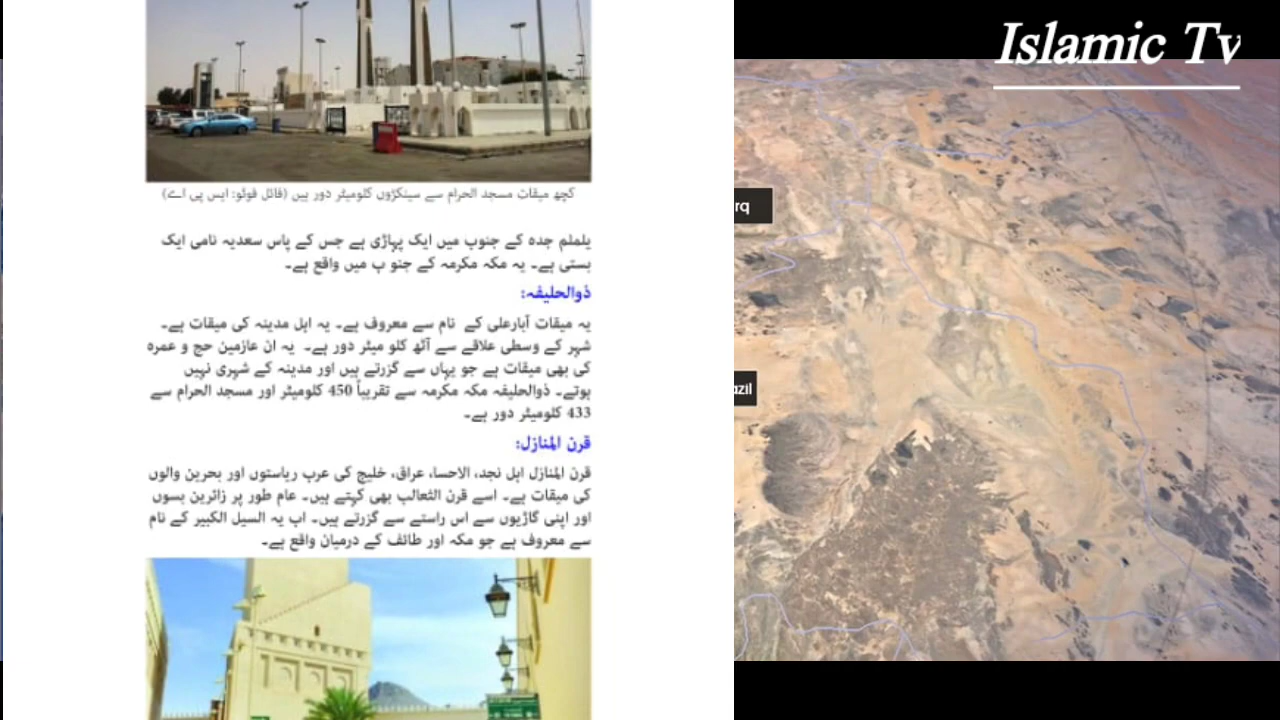 کچھ میقات مسجد الحرام سے سینکڑوں کلومیٹر دور ہیں (فائل فوٹو: ایس پی اے)
یلملم جدہ کے جنوب میں ایک پہاڑی ہے جس کے پاس سعدیہ نامی ایک
بستی ہے۔ یہ مکہ مکرمہ کے جنو ب میں واقع ہے۔
ذوالحلیفہ:
یہ میقات آبارعلی کے نام سے معروف ہے۔ یہ اہل مدینہ کی میقات ہے۔
شہر کے وسطی علاقے سے آٹھ کلو میٹر دور ہے۔ یہ ان عازمین حج و عمرہ
کی بھی میقات ہے جو یہاں سے گزرتے ہیں اور مدینہ کے شہری نہیں
ہوتے۔ ذوالحلیفہ مکہ مکرمہ سے تقریباً 450 کلومیٹر اور مسجد الحرام سے
433 کلومیٹر دور ہے۔
قرن المنازل:
قرن المنازل اہل نجد، الاحسا، عراق، خلیج کی عرب ریاستوں اور بحرین والوں
کی میقات ہے۔ اسے قرن الثعالب بھی کہتے ہیں۔ عام طور پر زائرین بسوں
اور اپنی گاڑیوں سے اس راستے سے گزرتے ہیں۔ اب یہ السیل الکبیر کے نام
سے معروف ہے جو مکہ اور طائف کے درمیان واقع ہے۔
Islamic Tv
rq
azil